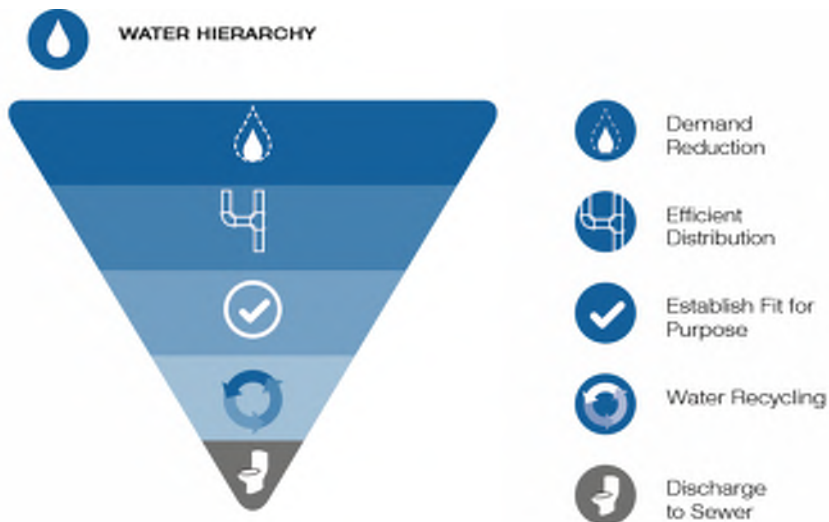 WATER HIERARCHY
Demand
Reduction
Efficient
Distribution
Establish Fit for
Purpose
Water Recycling
Discharge
to Sewer